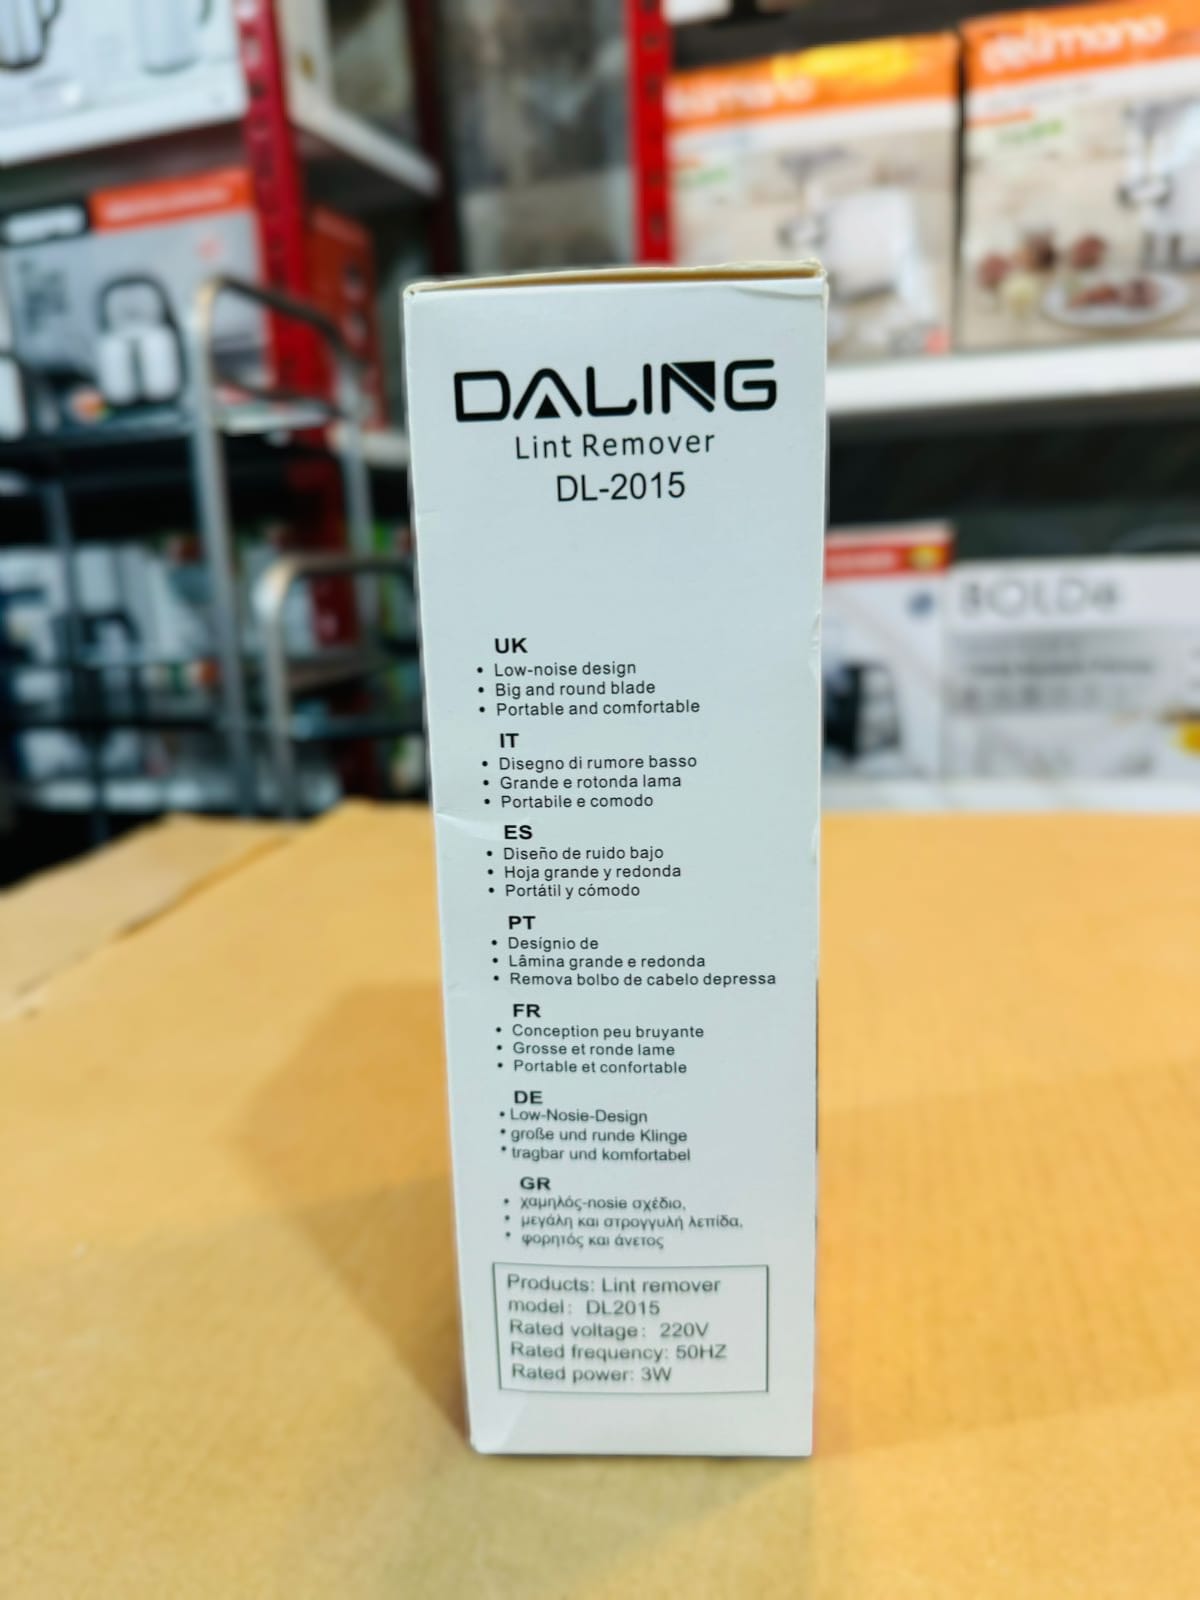 delimano
DALING
Lint Remover
DL-2015
UK
• Low-noise design
• Big and round blade
• Portable and comfortable
IT
• Disegno di rumore basso
• Grande e rotonda lama
• Portabile e comodo
ES
• Diseño de ruido bajo
• Hoja grande y redonda
• Portátil y cómodo
PT
• Desígnio de
• Lâmina grande e redonda
• Remova bolbo de cabelo depressa
FR
• Conception peu bruyante
• Grosse et ronde lame
• Portable et confortable
DE
• Low-Nosie-Design
• große und runde Klinge
• tragbar und komfortabel
GR
• χαμηλός-nosie σχέδιο,
• μεγάλη και στρογγυλή λεπίδα,
• φορητός και άνετος
Products: Lint remover
model: DL2015
Rated voltage: 220V
Rated frequency: 50HZ
Rated power: 3W
BOLDe